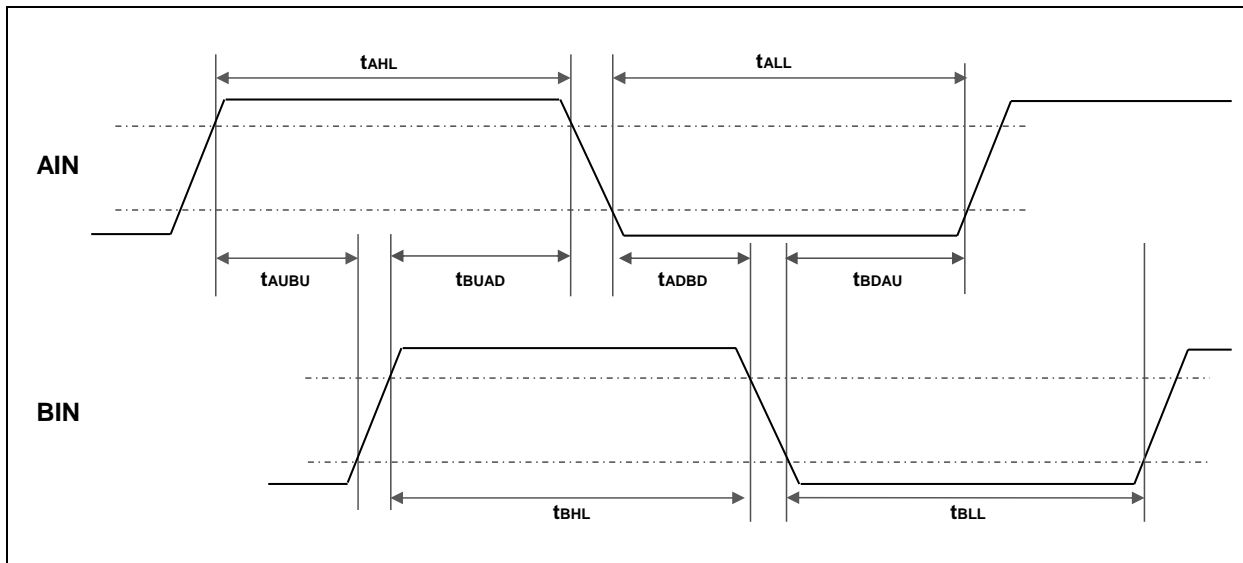 tAHL
tALL
AIN
tAUBU
tBUAD
tADBD
tBDAU
BIN
tBHL
tBLL